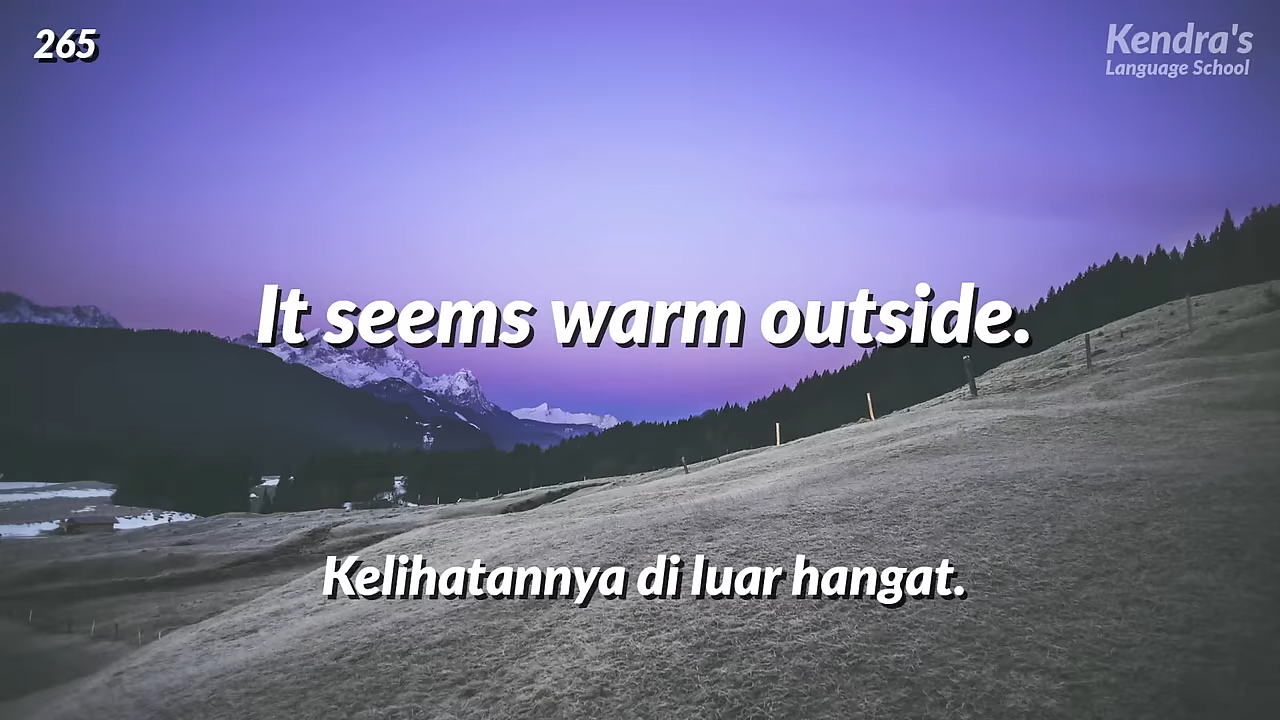 265
Kendra's
Language School
It seems warm outside.
Kelihatannya di luar hangat.